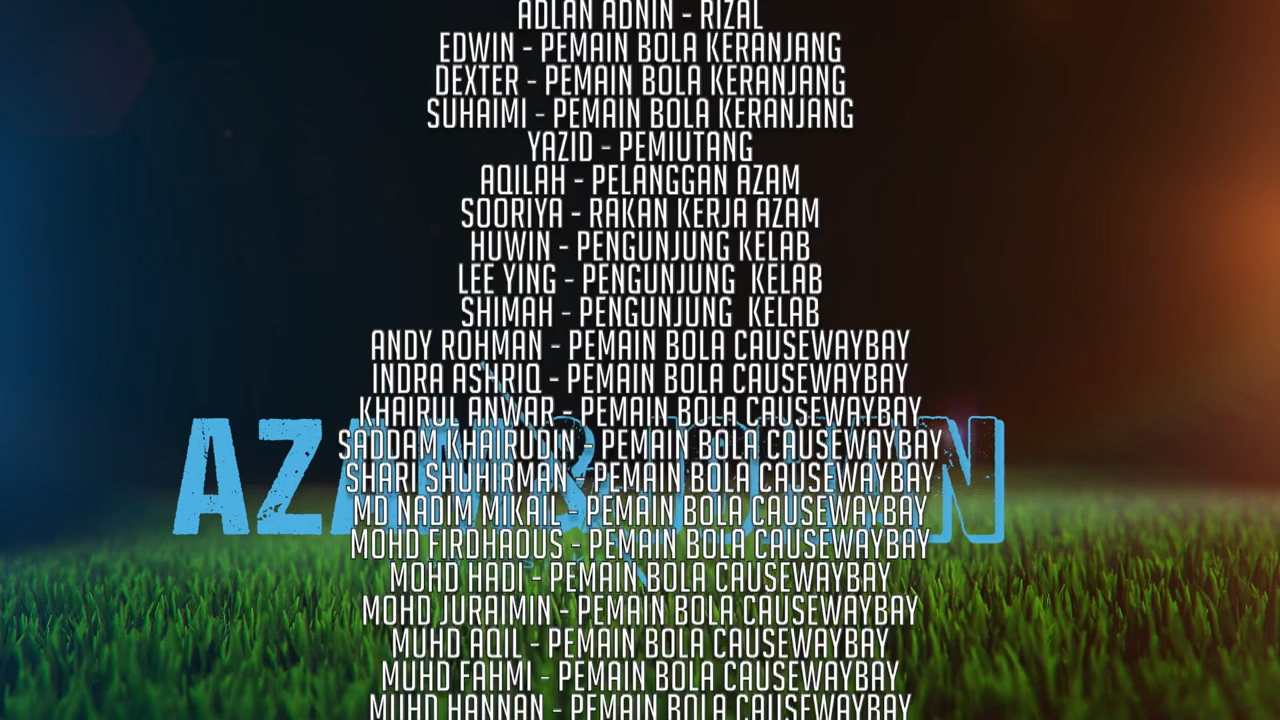 ADLAN ADNIN - RIZAL
EDWIN - PEMAIN BOLA KERANJANG
DEXTER - PEMAIN BOLA KERANJANG
SUHAIMI - PEMAIN BOLA KERANJANG
YAZID - PEMIUTANG
AQILAH - PELANGGAN AZAM
SOORIYA - RAKAN KERJA AZAM
HUWIN - PENGUNJUNG KELAB
LEE YING - PENGUNJUNG KELAB
SHIMAH - PENGUNJUNG KELAB
ANDY ROHMAN - PEMAIN BOLA CAUSEWAYBAY
INDRA ASHRIQ - PEMAIN BOLA CAUSEWAYBAY
KHAIRUL ANWAR - PEMAIN BOLA CAUSEWAYBAY
SADDAM KHAIRUDIN - PEMAIN BOLA CAUSEWAYBAY
SHARI SHUHIRMAN - PEMAIN BOLA CAUSEWAYBAY
MD NADIM MIKAIL - PEMAIN BOLA CAUSEWAYBAY
MOHD FIRDHAOUS - PEMAIN BOLA CAUSEWAYBAY
MOHD HADI - PEMAIN BOLA CAUSEWAYBAY
MOHD JURAIMIN - PEMAIN BOLA CAUSEWAYBAY
MUHD AQIL - PEMAIN BOLA CAUSEWAYBAY
MUHD FAHMI - PEMAIN BOLA CAUSEWAYBAY
MUHD HANNAN - PEMAIN BOLA CAUSEWAYBAY